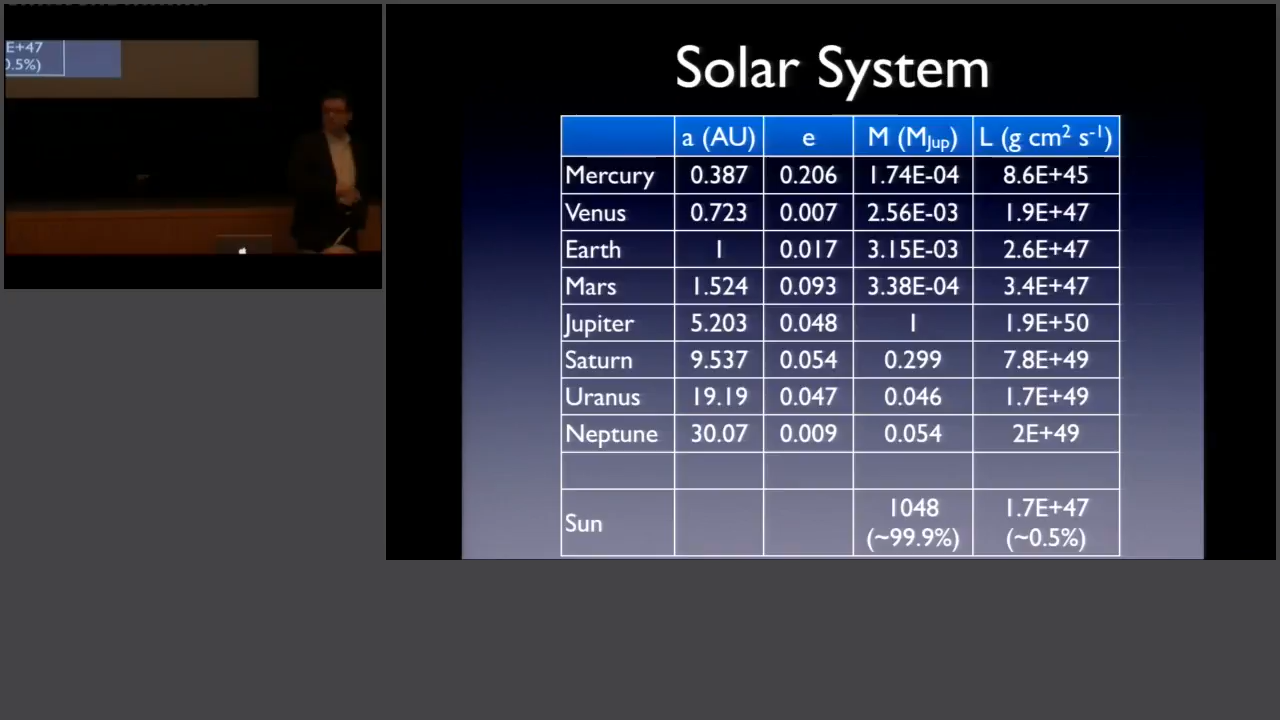 E+47
0.5%)
Solar System
a (AU) e M (MJup) L (g cm² s⁻¹)
Mercury 0.387 0.206 1.74E-04 8.6E+45
Venus 0.723 0.007 2.56E-03 1.9E+47
Earth 1 0.017 3.15E-03 2.6E+47
Mars 1.524 0.093 3.38E-04 3.4E+47
Jupiter 5.203 0.048 1 1.9E+50
Saturn 9.537 0.054 0.299 7.8E+49
Uranus 19.19 0.047 0.046 1.7E+49
Neptune 30.07 0.009 0.054 2E+49
Sun 1048 (~99.9%) 1.7E+47 (~0.5%)